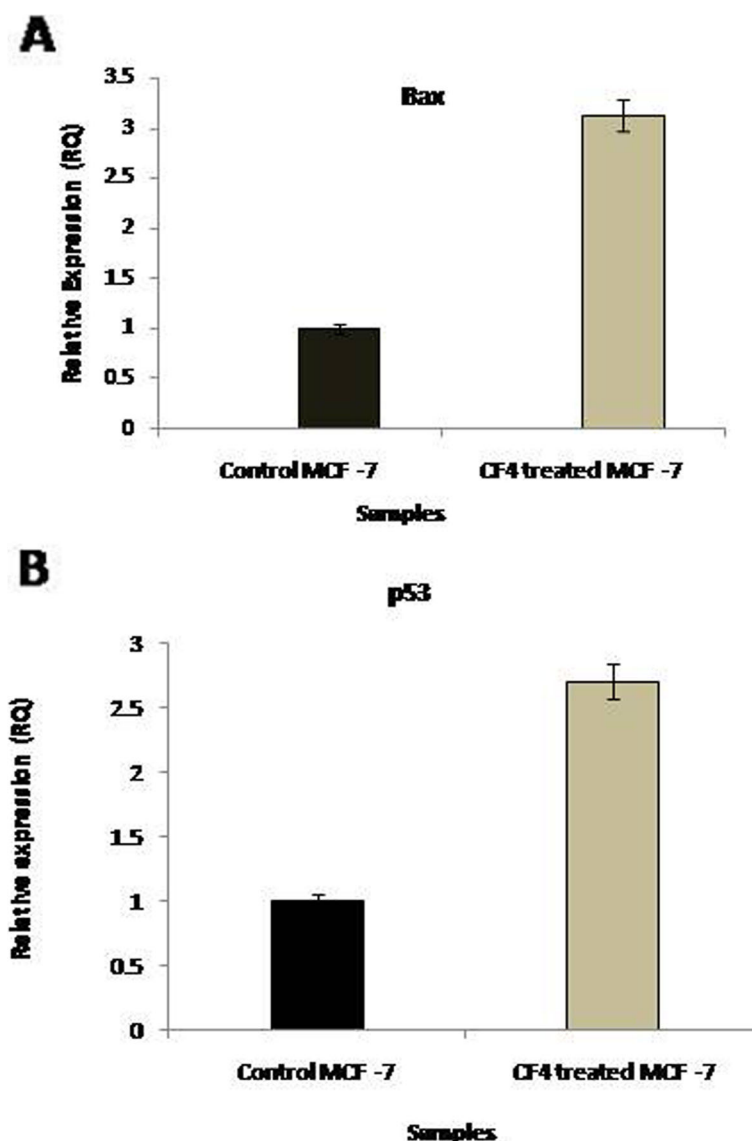 A
Bax
Relative Expression (RQ)
3.5
3
2.5
2
1.5
1
0.5
0
Control MCF -7
CF4 treated MCF -7
Samples
B
p53
Relative expression (RQ)
3
2.5
2
1.5
1
0.5
0
Control MCF -7
CF4 treated MCF -7
Samples